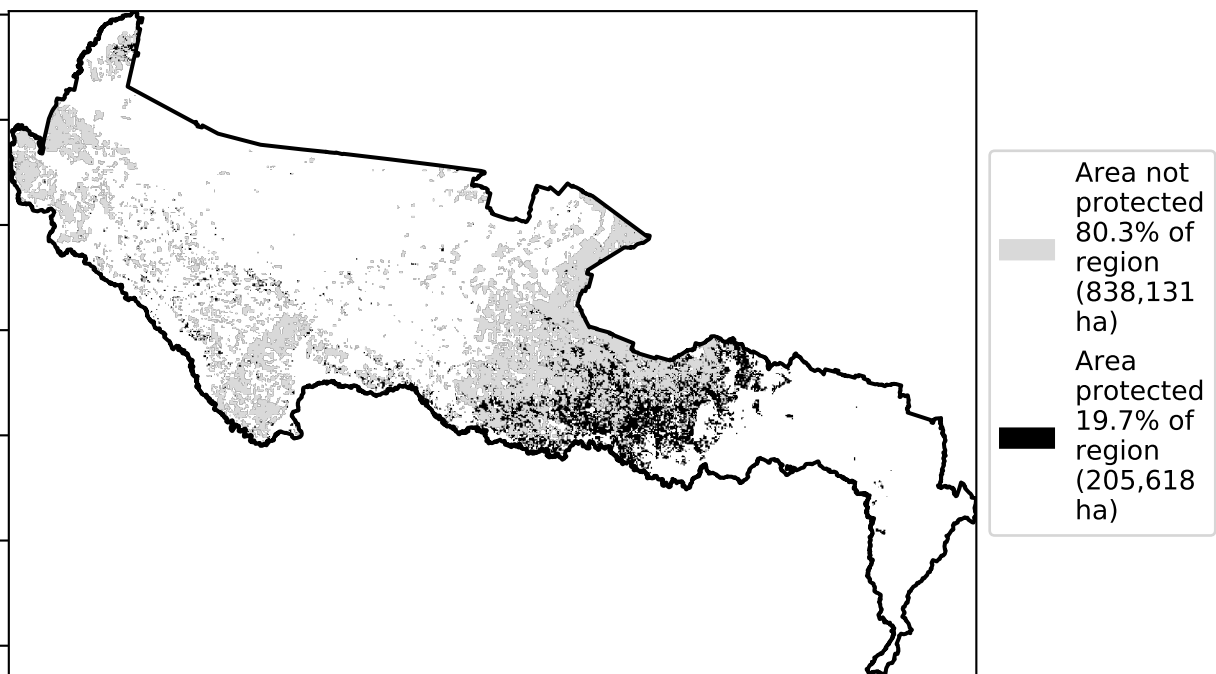 Area not
protected
80.3% of
region
(838,131
ha)
Area
protected
19.7% of
region
(205,618
ha)